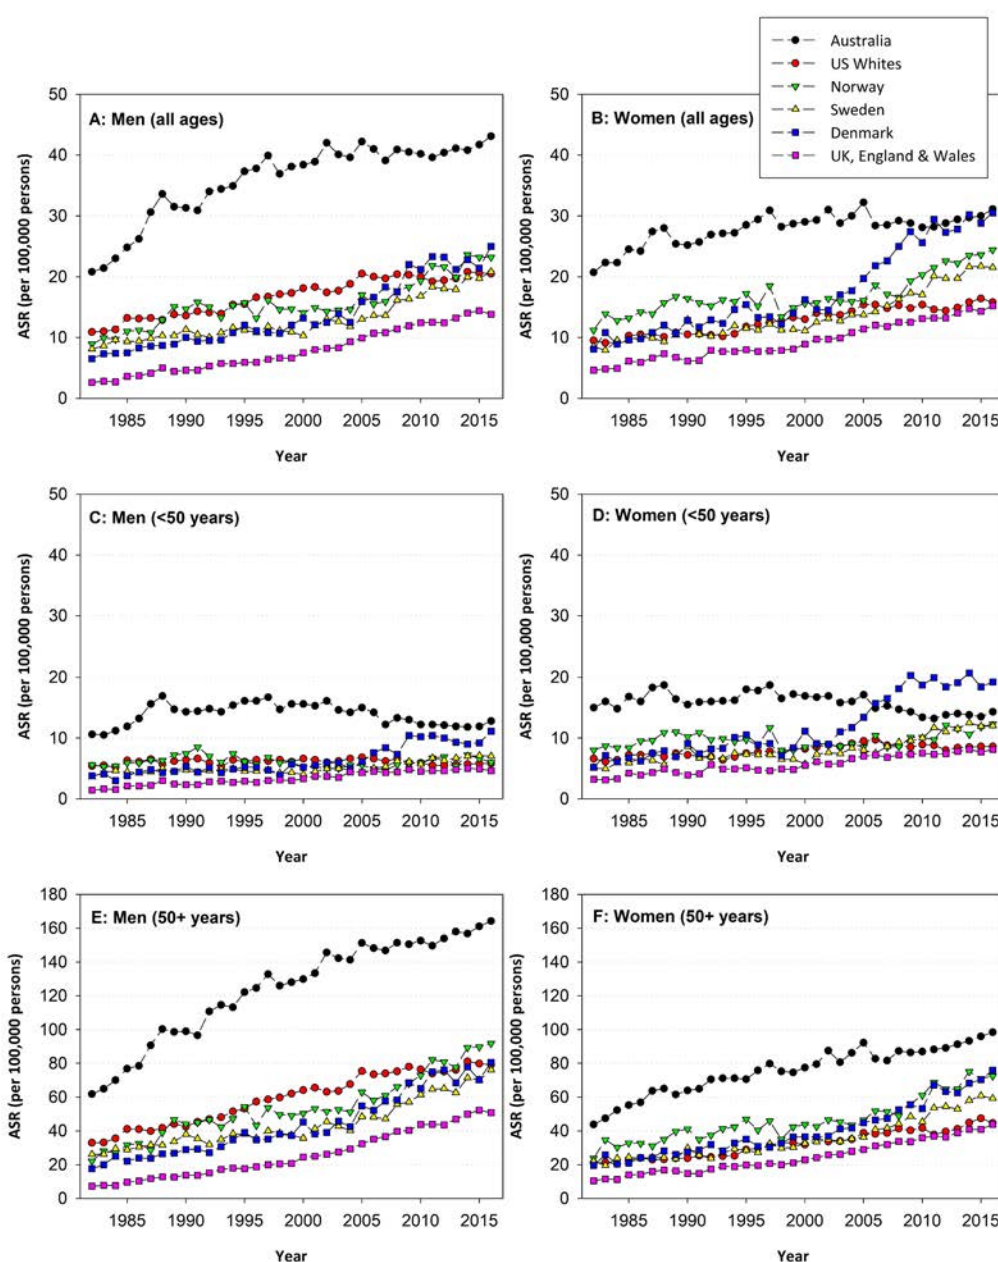 Australia
US Whites
Norway
Sweden
Denmark
UK, England & Wales
A: Men (all ages)
ASR (per 100,000 persons)
50
40
30
20
10
0
1985 1990 1995 2000 2005 2010 2015
Year
B: Women (all ages)
ASR (per 100,000 persons)
50
40
30
20
10
0
1985 1990 1995 2000 2005 2010 2015
Year
C: Men (<50 years)
ASR (per 100,000 persons)
50
40
30
20
10
0
1985 1990 1995 2000 2005 2010 2015
Year
D: Women (<50 years)
ASR (per 100,000 persons)
50
40
30
20
10
0
1985 1990 1995 2000 2005 2010 2015
Year
E: Men (50+ years)
ASR (per 100,000 persons)
180
160
140
120
100
80
60
40
20
0
1985 1990 1995 2000 2005 2010 2015
Year
F: Women (50+ years)
ASR (per 100,000 persons)
180
160
140
120
100
80
60
40
20
0
1985 1990 1995 2000 2005 2010 2015
Year